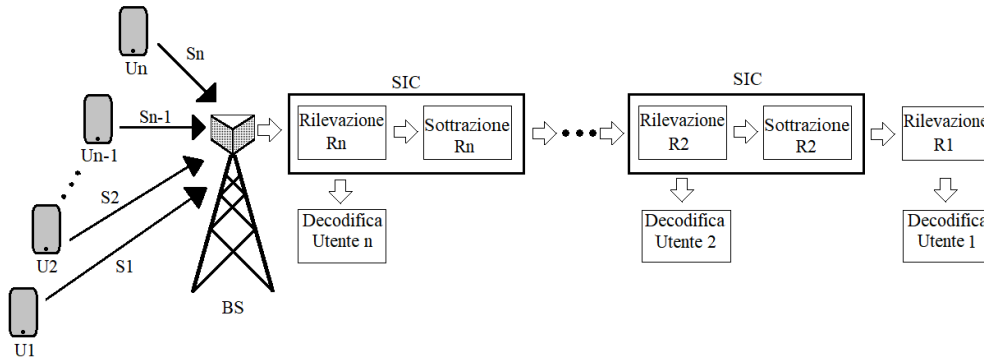 Sn
Un
Sn-1
Un-1
S2
U2
S1
U1
BS
SIC
Rilevazione
Rn
Sottrazione
Rn
Decodifica
Utente n
SIC
Rilevazione
R2
Sottrazione
R2
Decodifica
Utente 2
Rilevazione
R1
Decodifica
Utente 1